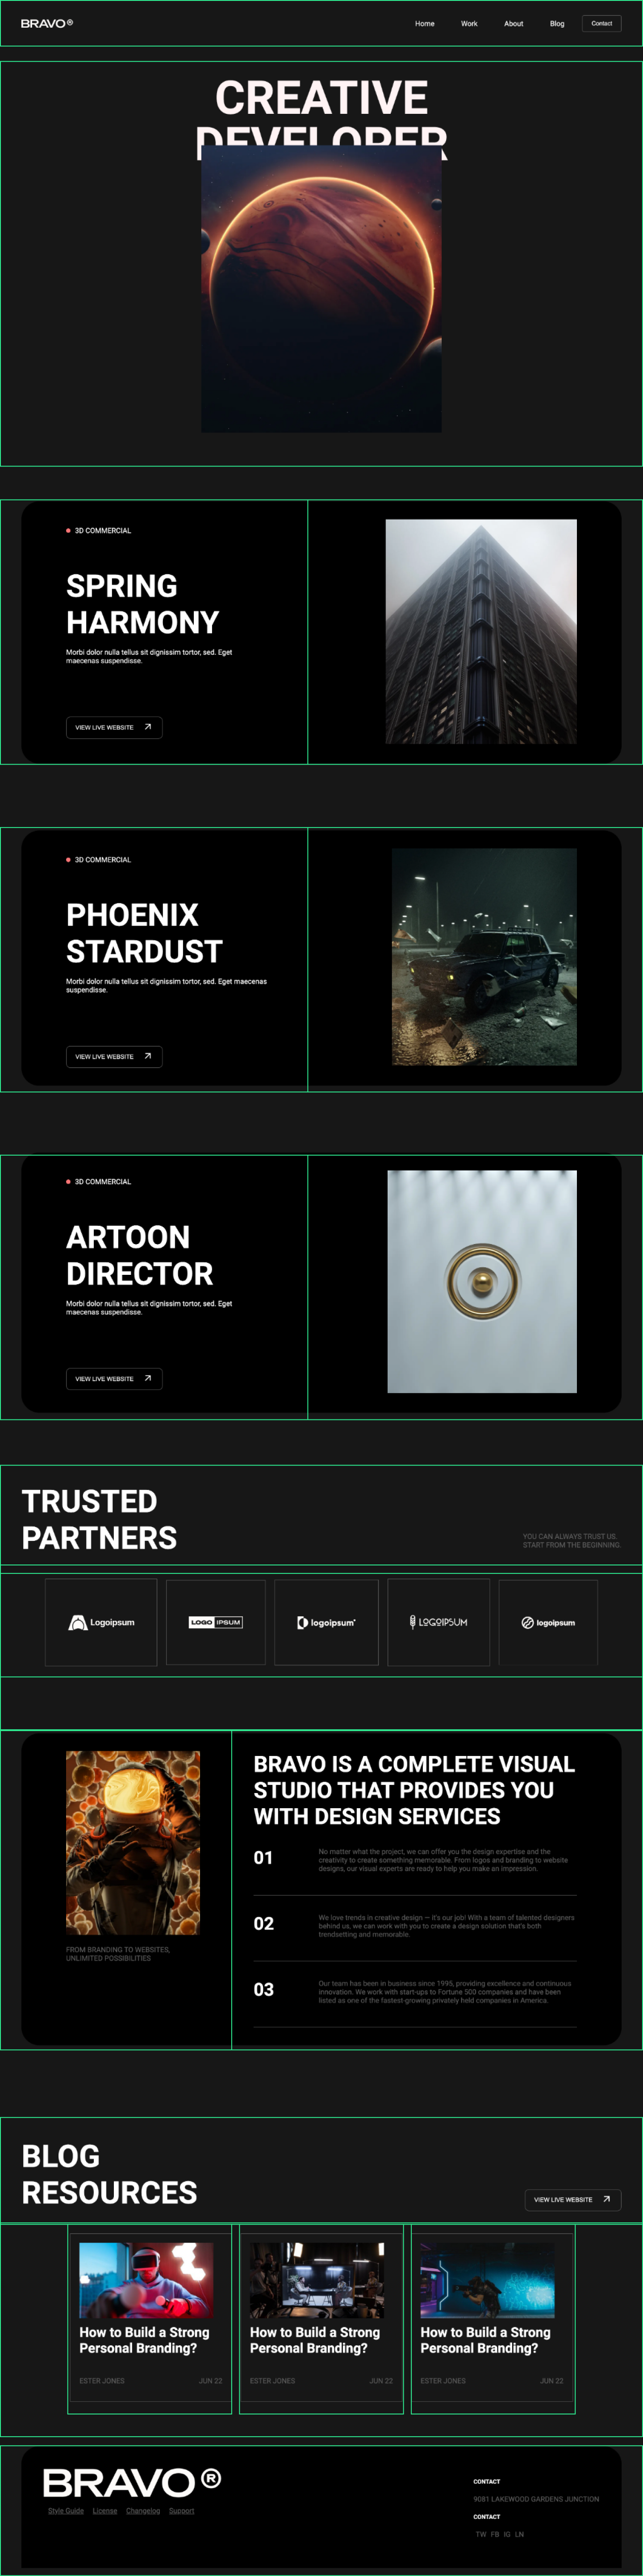 BRAVO®
Home Work About Blog Contact
CREATIVE
DEVELOPER
3D COMMERCIAL
SPRING
HARMONY
Morbi dolor nulla tellus sit dignissim tortor, sed. Eget
maecenas suspendisse.
VIEW LIVE WEBSITE
3D COMMERCIAL
PHOENIX
STARDUST
Morbi dolor nulla tellus sit dignissim tortor, sed. Eget maecenas
suspendisse.
VIEW LIVE WEBSITE
3D COMMERCIAL
ARTOON
DIRECTOR
Morbi dolor nulla tellus sit dignissim tortor, sed. Eget
maecenas suspendisse.
VIEW LIVE WEBSITE
TRUSTED
PARTNERS
YOU CAN ALWAYS TRUST US.
START FROM THE BEGINNING.
Logoipsum
LOGO IPSUM
logoipsum
LOGOIPSUM
logoipsum
FROM BRANDING TO WEBSITES,
UNLIMITED POSSIBILITIES
BRAVO IS A COMPLETE VISUAL
STUDIO THAT PROVIDES YOU
WITH DESIGN SERVICES
01
No matter what the project, we can offer you the design expertise and the
creativity to create something memorable. From logos and branding to website
designs, our visual experts are ready to help you make an impression.
02
We love trends in creative design — it's our job! With a team of talented designers
behind us, we can work with you to create a design solution that's both
trendsetting and memorable.
03
Our team has been in business since 1995, providing excellence and continuous
innovation. We work with start-ups to Fortune 500 companies and have been
listed as one of the fastest-growing privately held companies in America.
BLOG
RESOURCES
VIEW LIVE WEBSITE
How to Build a Strong
Personal Branding?
ESTER JONES JUN 22
How to Build a Strong
Personal Branding?
ESTER JONES JUN 22
How to Build a Strong
Personal Branding?
ESTER JONES JUN 22
BRAVO®
Style Guide License Changelog Support
CONTACT
9081 LAKEWOOD GARDENS JUNCTION
CONTACT
TW FB IG LN